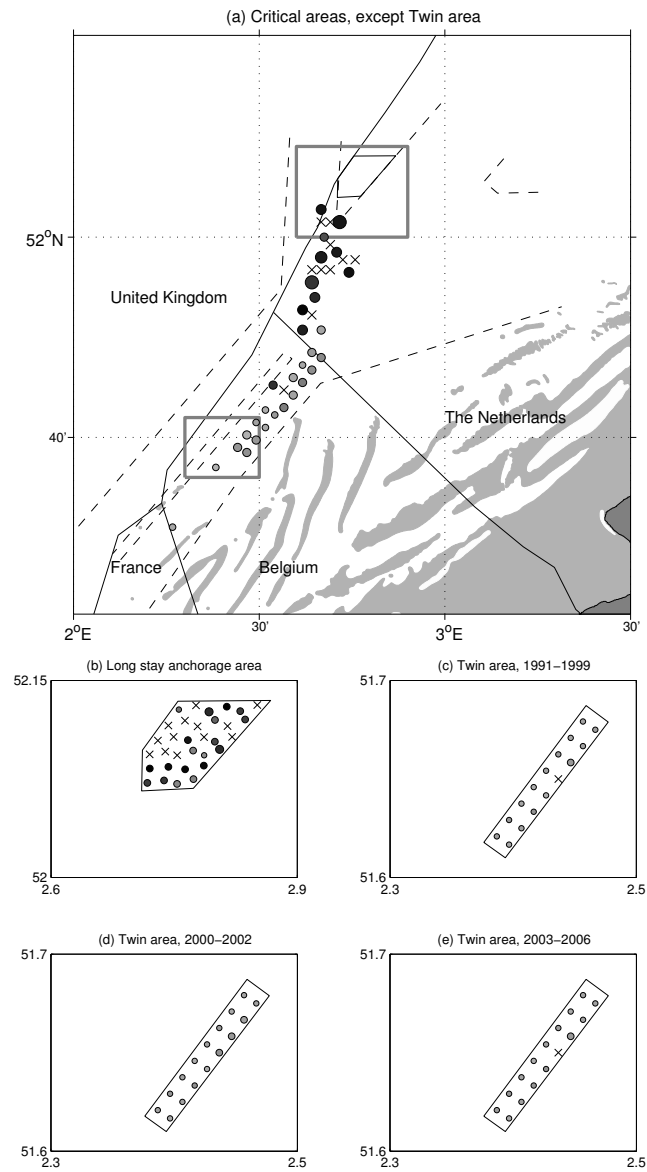 (a) Critical areas, except Twin area
52°N
United Kingdom
The Netherlands
40'
France
Belgium
2°E
30'
3°E
30'
(b) Long stay anchorage area
52.15
52
2.6
2.9
(c) Twin area, 1991−1999
51.7
51.6
2.3
2.5
(d) Twin area, 2000−2002
51.7
51.6
2.3
2.5
(e) Twin area, 2003−2006
51.7
51.6
2.3
2.5